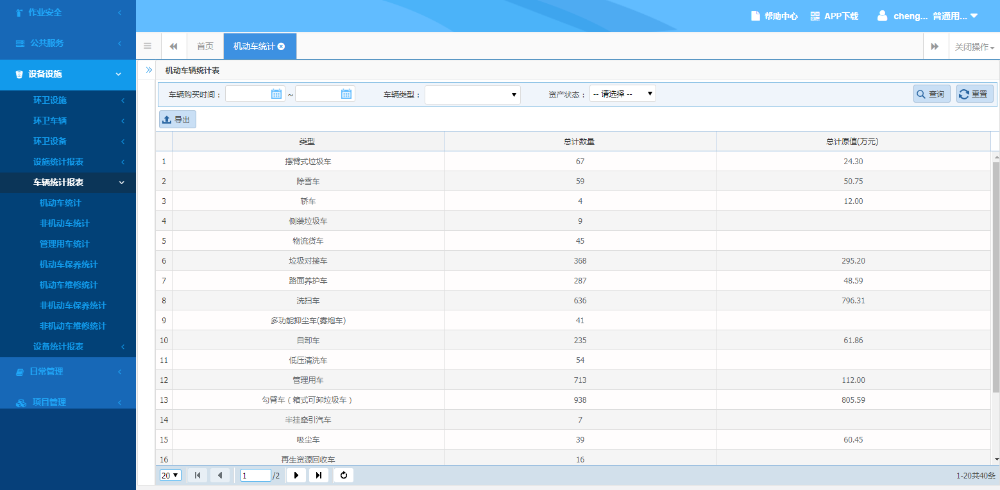 作业安全
公共服务
设备设施
环卫设施
环卫车辆
环卫设备
设施统计报表
车辆统计报表
机动车统计
非机动车统计
管理用车统计
机动车保养统计
机动车维修统计
非机动车保养统计
非机动车维修统计
设备统计报表
日常管理
项目管理
帮助中心 APP下载 cheng... 普通用...
首页 机动车统计 关闭操作
机动车辆统计表
车辆购买时间： ~ 车辆类型： 资产状态： -- 请选择 -- 查询 重置
导出
类型 总计数量 总计原值(万元)
1 摆臂式垃圾车 67 24.30
2 除雪车 59 50.75
3 轿车 4 12.00
4 侧装垃圾车 9
5 物流货车 45
6 垃圾对接车 368 295.20
7 路面养护车 287 48.59
8 洗扫车 636 796.31
9 多功能抑尘车(雾炮车) 41
10 自卸车 235 61.86
11 低压清洗车 54
12 管理用车 713 112.00
13 勾臂车（箱式可卸垃圾车） 938 805.59
14 半挂牵引汽车 7
15 吸尘车 39 60.45
16 再生资源回收车 16
20 1 /2 1-20共40条